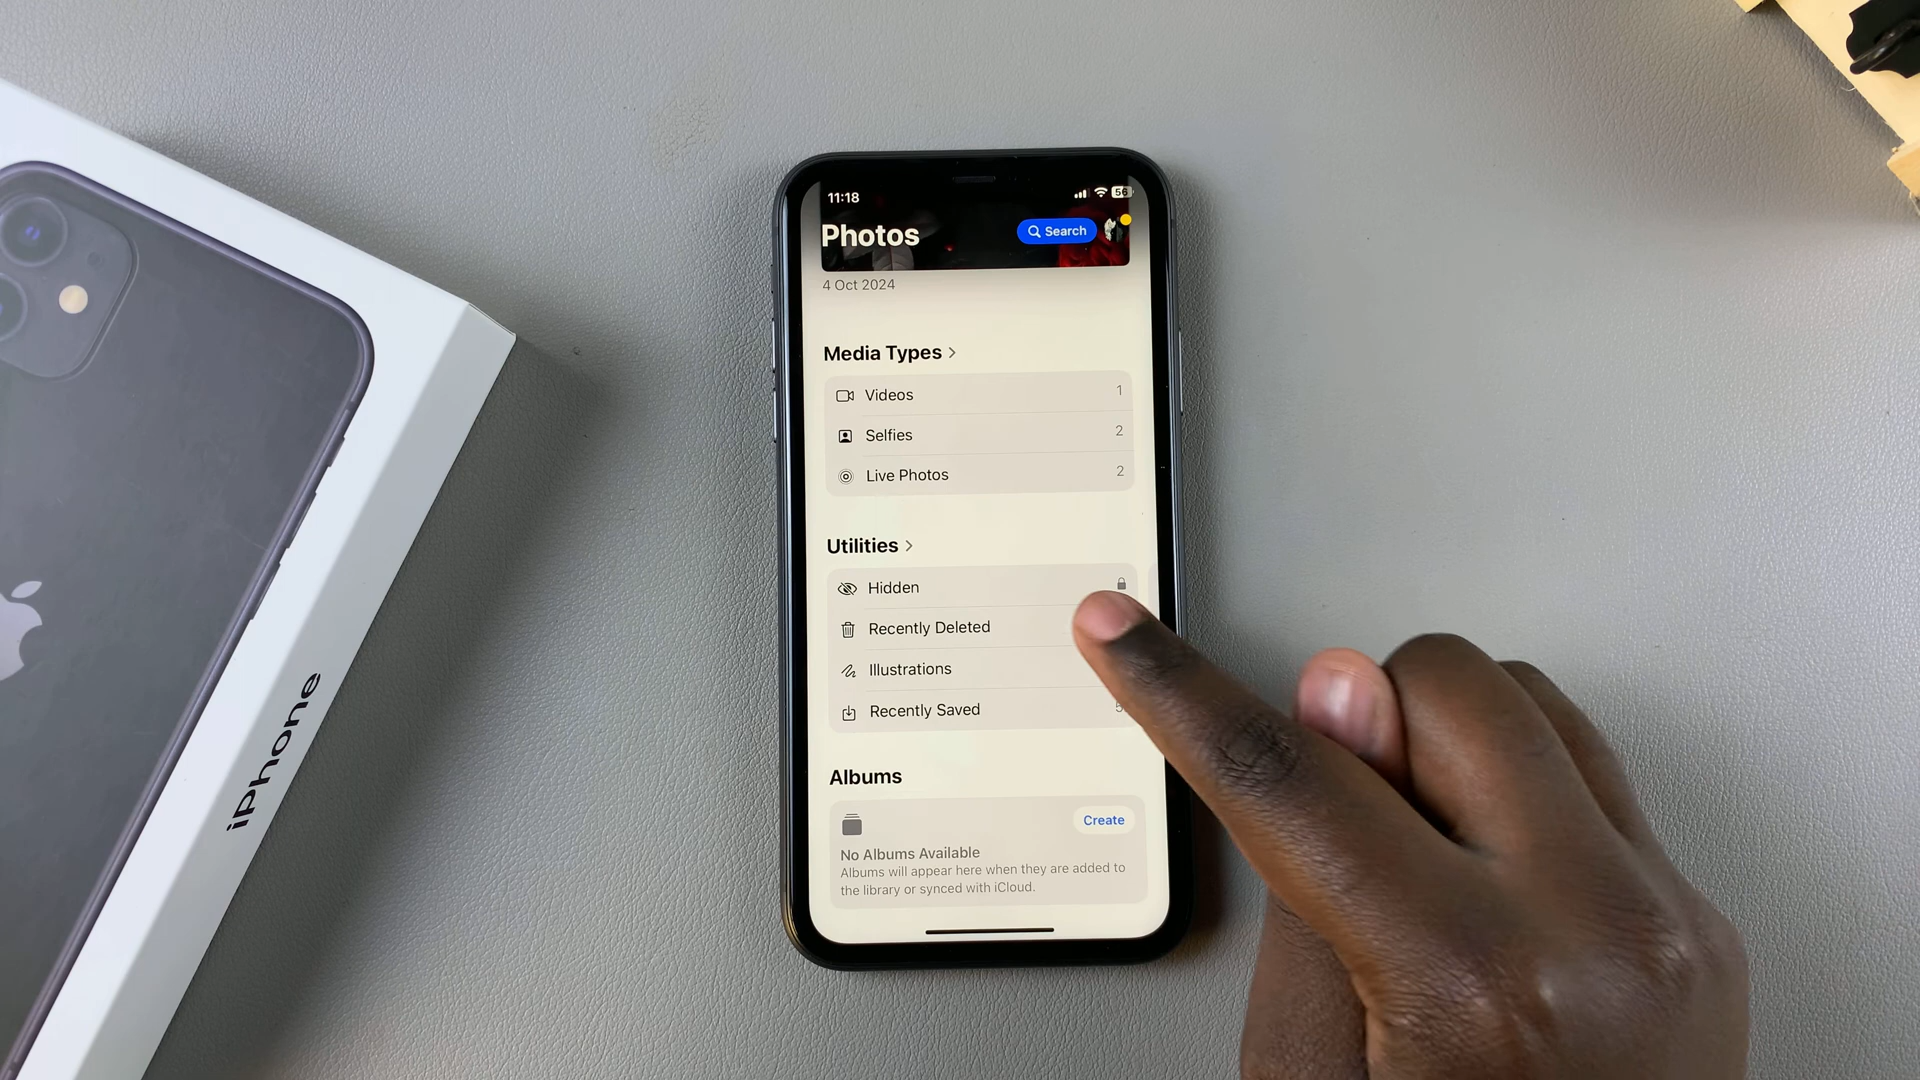 11:18
56
Photos
Search
4 Oct 2024
Media Types >
Videos 1
Selfies 2
Live Photos 2
Utilities >
Hidden
Recently Deleted
Illustrations
Recently Saved
Albums
Create
No Albums Available
Albums will appear here when they are added to
the library or synced with iCloud.
iPhone